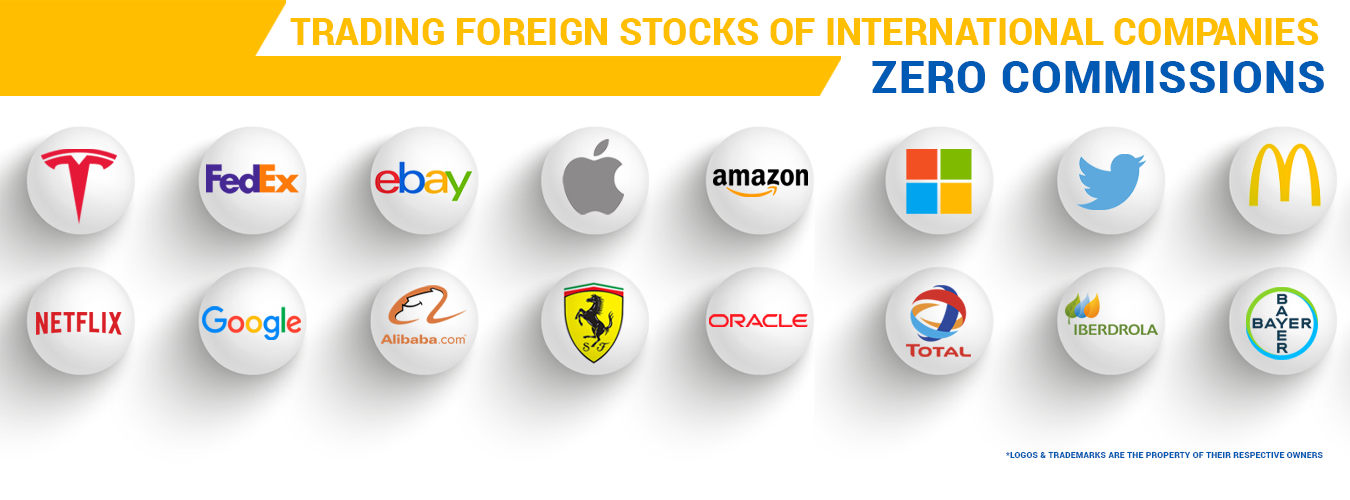 TRADING FOREIGN STOCKS OF INTERNATIONAL COMPANIES
ZERO COMMISSIONS
FedEx
ebay
amazon
NETFLIX
Google
Alibaba.com
S F
ORACLE
TOTAL
IBERDROLA
BAYER
BAYER
*LOGOS & TRADEMARKS ARE THE PROPERTY OF THEIR RESPECTIVE OWNERS